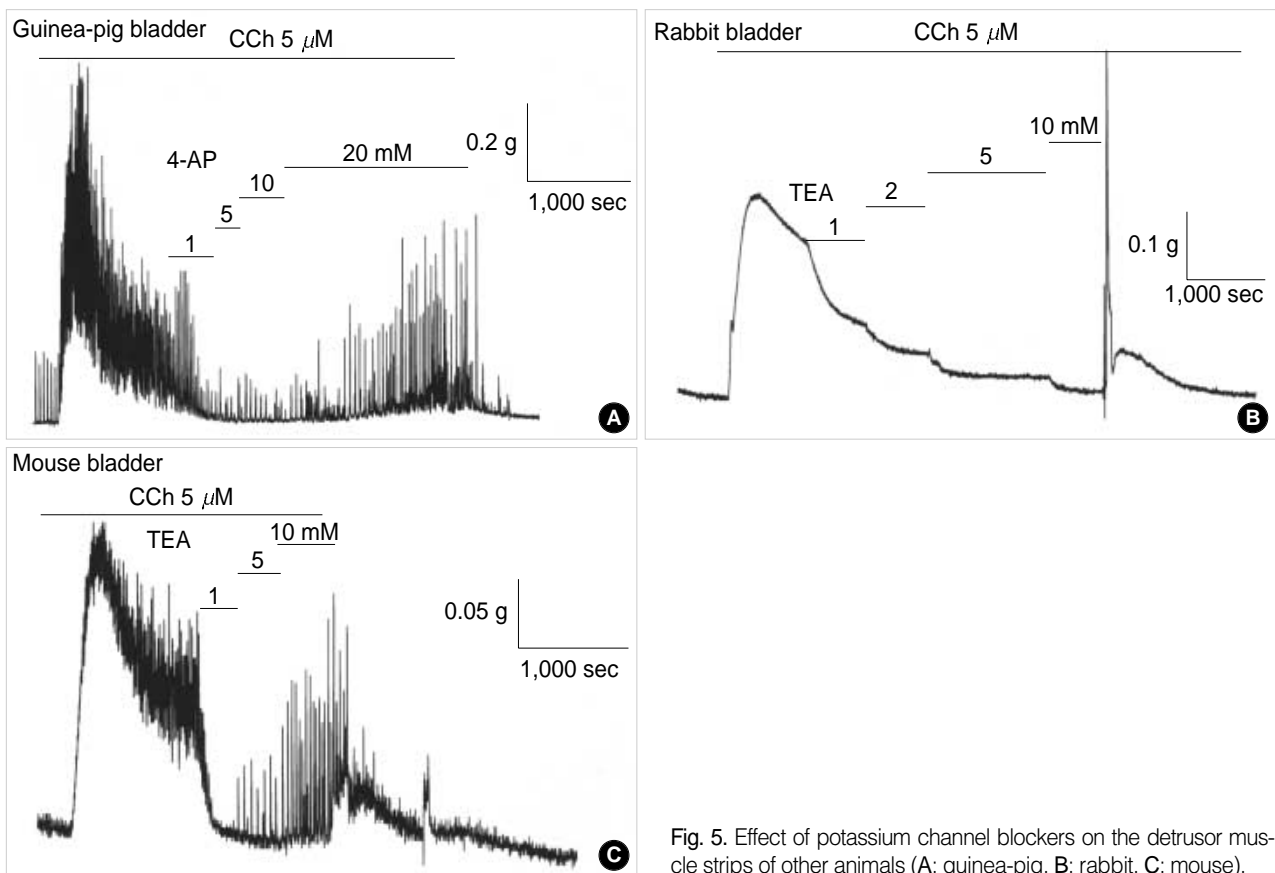 Guinea-pig bladder
CCh 5 μM
4-AP
1
5
10
20 mM
0.2 g
1,000 sec
A
Rabbit bladder
CCh 5 μM
TEA
1
2
5
10 mM
0.1 g
1,000 sec
B
Mouse bladder
CCh 5 μM
TEA
1
5
10 mM
0.05 g
1,000 sec
C
Fig. 5. Effect of potassium channel blockers on the detrusor mus-
cle strips of other animals (A: guinea-pig, B: rabbit, C: mouse).